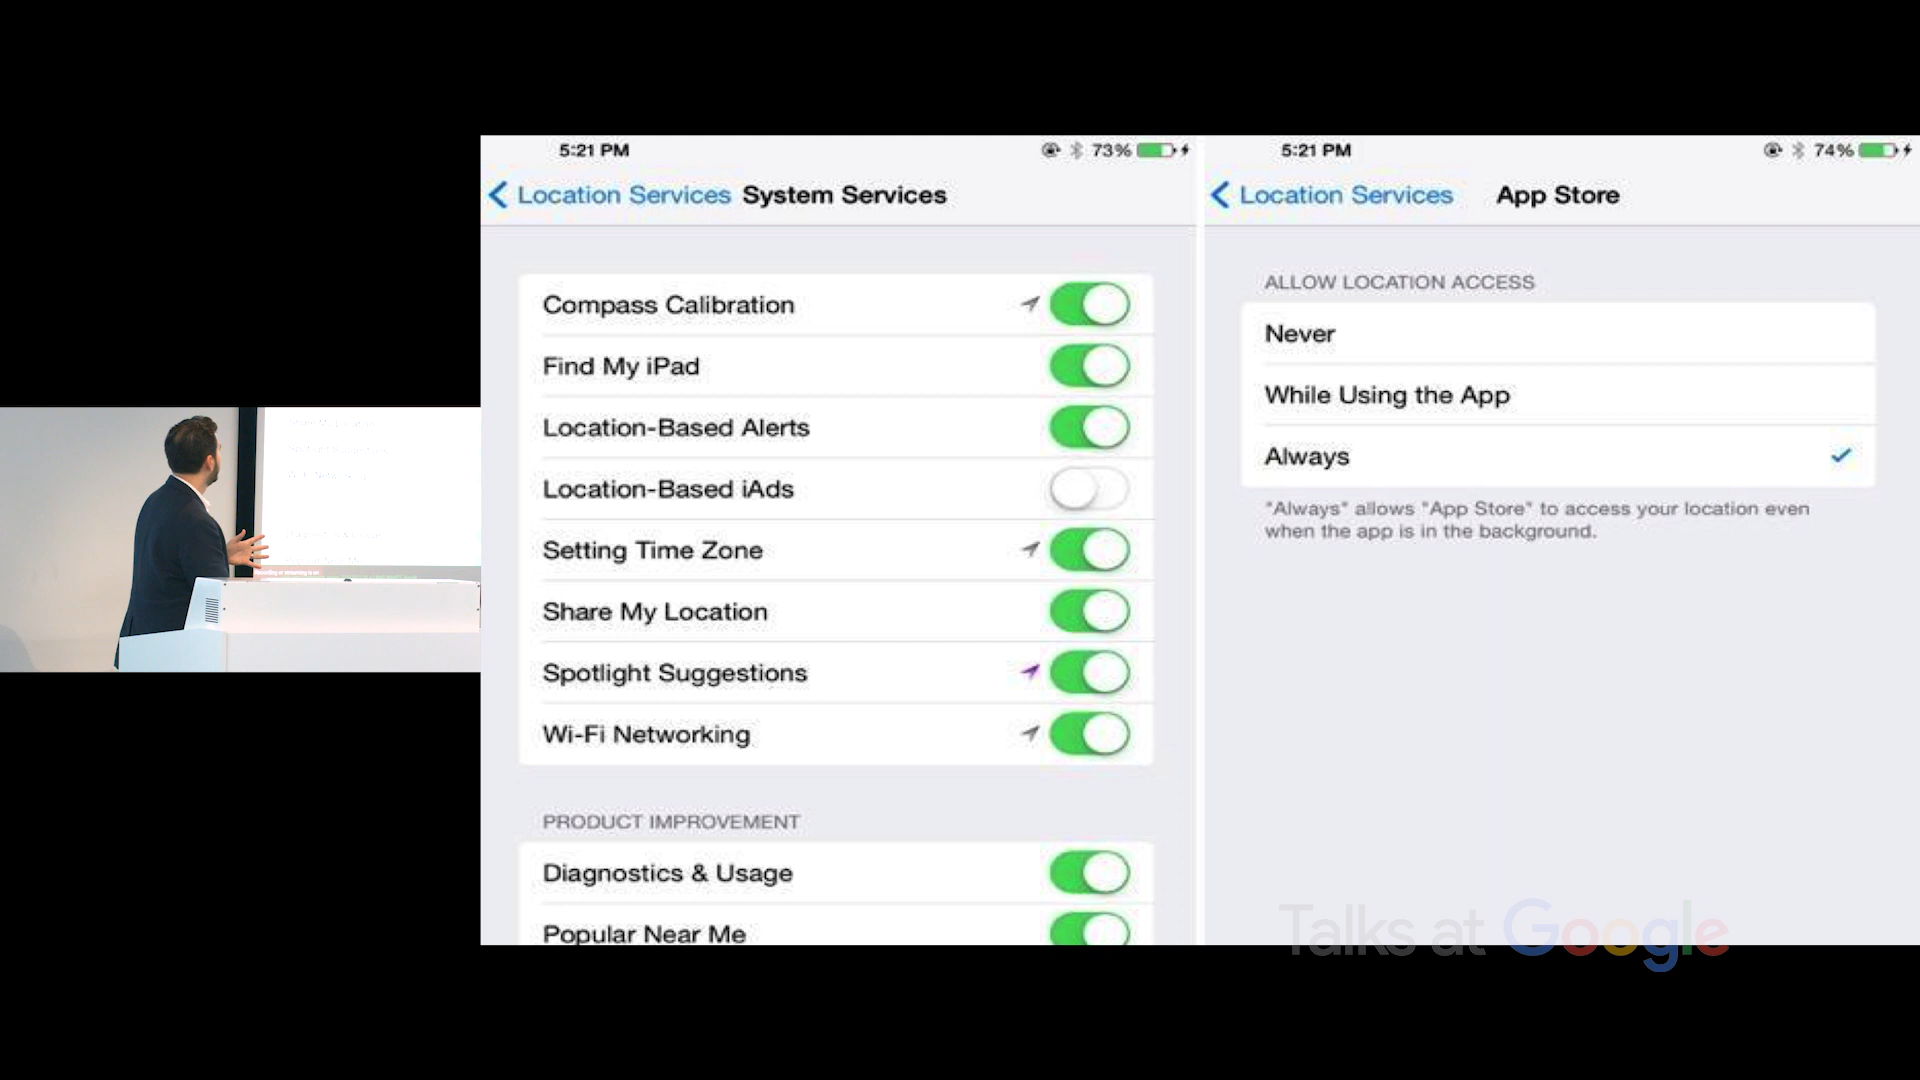 5:21 PM 73%
Location Services System Services
Compass Calibration
Find My iPad
Location-Based Alerts
Location-Based iAds
Setting Time Zone
Share My Location
Spotlight Suggestions
Wi-Fi Networking
PRODUCT IMPROVEMENT
Diagnostics & Usage
Popular Near Me
5:21 PM 74%
Location Services App Store
ALLOW LOCATION ACCESS
Never
While Using the App
Always
"Always" allows "App Store" to access your location even
when the app is in the background.
Talks at Google